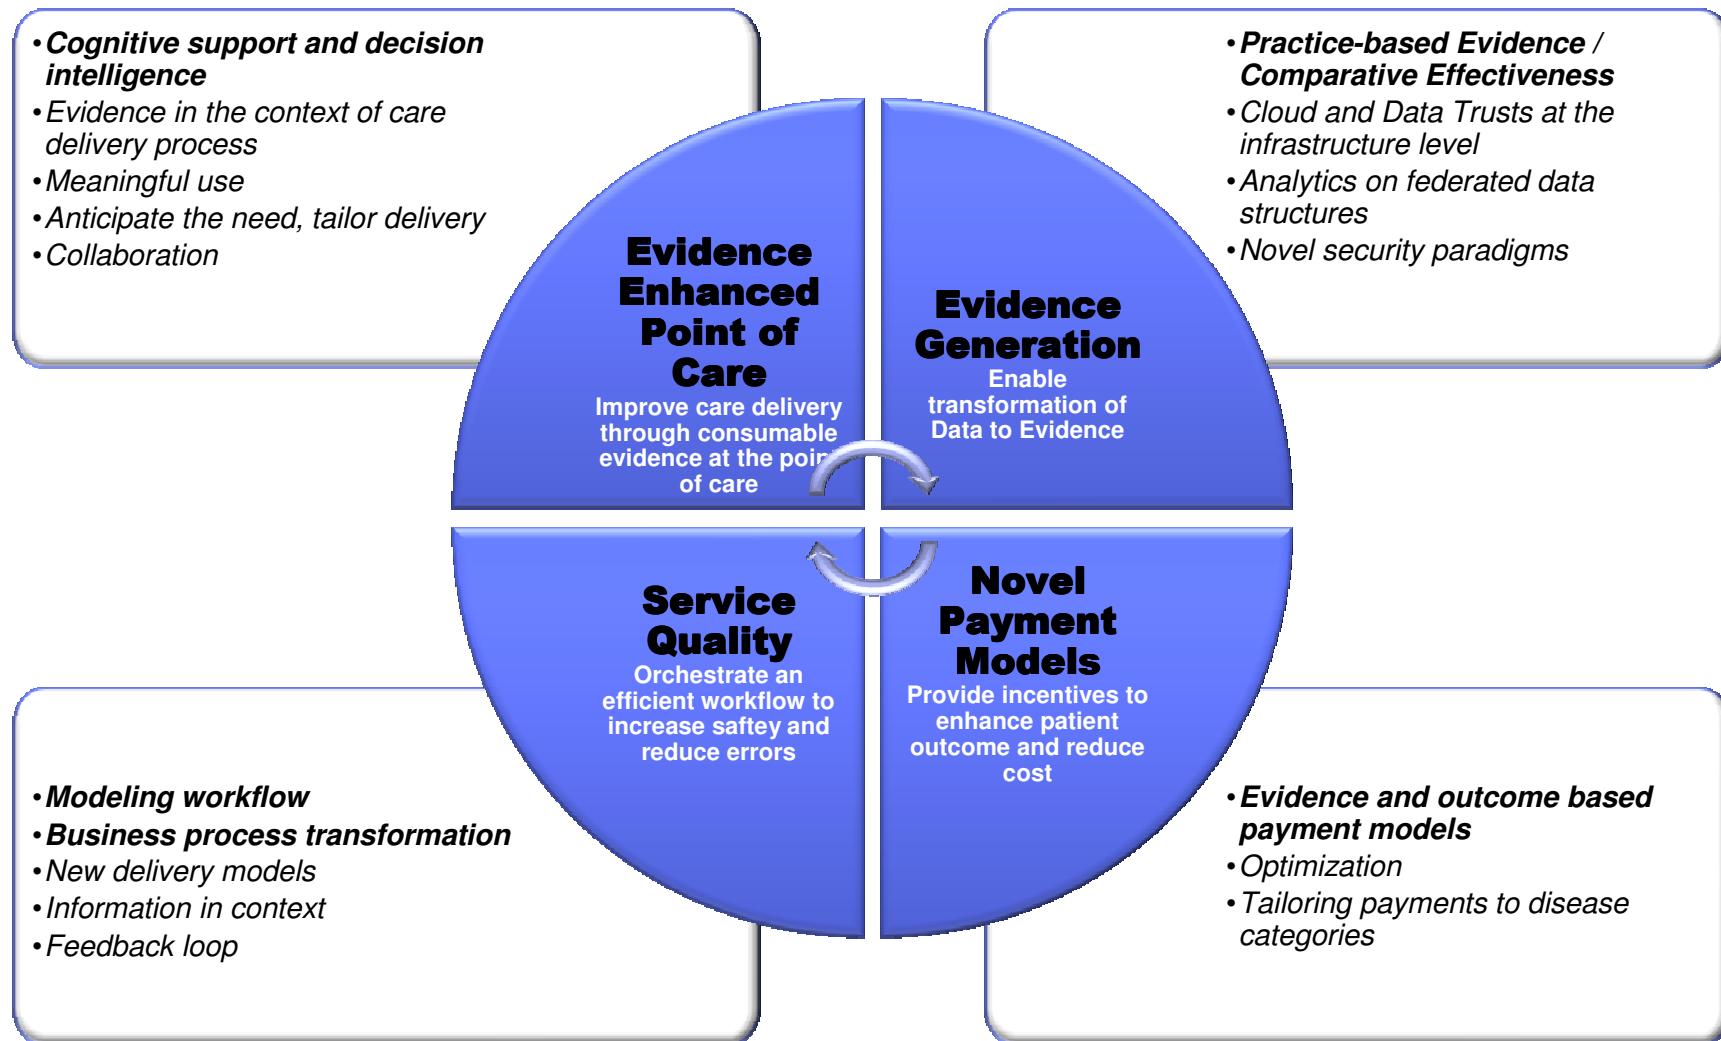 •Cognitive support and decision
intelligence
•Evidence in the context of care
delivery process
•Meaningful use
•Anticipate the need, tailor delivery
•Collaboration
•Practice-based Evidence /
Comparative Effectiveness
•Cloud and Data Trusts at the
infrastructure level
•Analytics on federated data
structures
•Novel security paradigms
Evidence
Enhanced
Point of
Care
Improve care delivery
through consumable
evidence at the point
of care
Evidence
Generation
Enable
transformation of
Data to Evidence
Service
Quality
Orchestrate an
efficient workflow to
increase saftey and
reduce errors
Novel
Payment
Models
Provide incentives to
enhance patient
outcome and reduce
cost
•Modeling workflow
•Business process transformation
•New delivery models
•Information in context
•Feedback loop
•Evidence and outcome based
payment models
•Optimization
•Tailoring payments to disease
categories